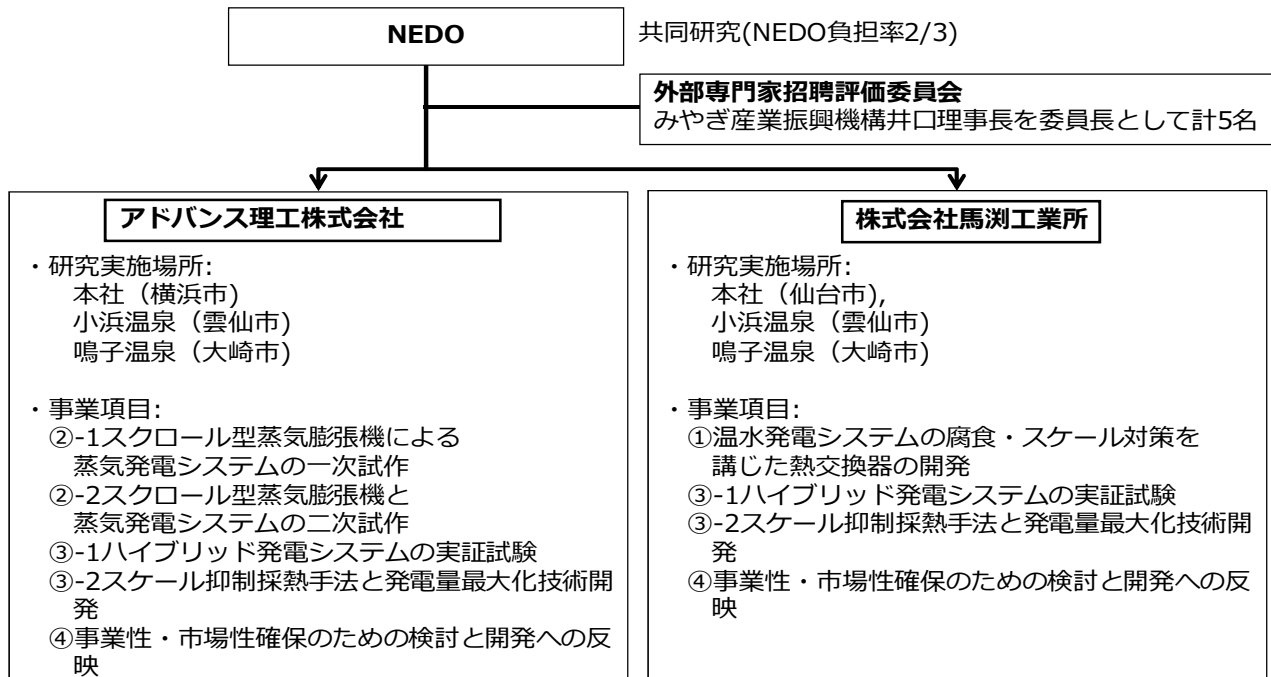 NEDO
共同研究(NEDO負担率2/3)
外部専門家招聘評価委員会
みやぎ産業振興機構井口理事長を委員長として計5名
アドバンス理工株式会社
・研究実施場所:
本社（横浜市)
小浜温泉（雲仙市)
鳴子温泉（大崎市)
・事業項目:
②-1スクロール型蒸気膨張機による
蒸気発電システムの一次試作
②-2スクロール型蒸気膨張機と
蒸気発電システムの二次試作
③-1ハイブリッド発電システムの実証試験
③-2スケール抑制採熱手法と発電量最大化技術開
発
④事業性・市場性確保のための検討と開発への反
映
株式会社馬渕工業所
・研究実施場所:
本社（仙台市),
小浜温泉（雲仙市)
鳴子温泉（大崎市)
・事業項目:
①温水発電システムの腐食・スケール対策を
講じた熱交換器の開発
③-1ハイブリッド発電システムの実証試験
③-2スケール抑制採熱手法と発電量最大化技術開
発
④事業性・市場性確保のための検討と開発への反
映